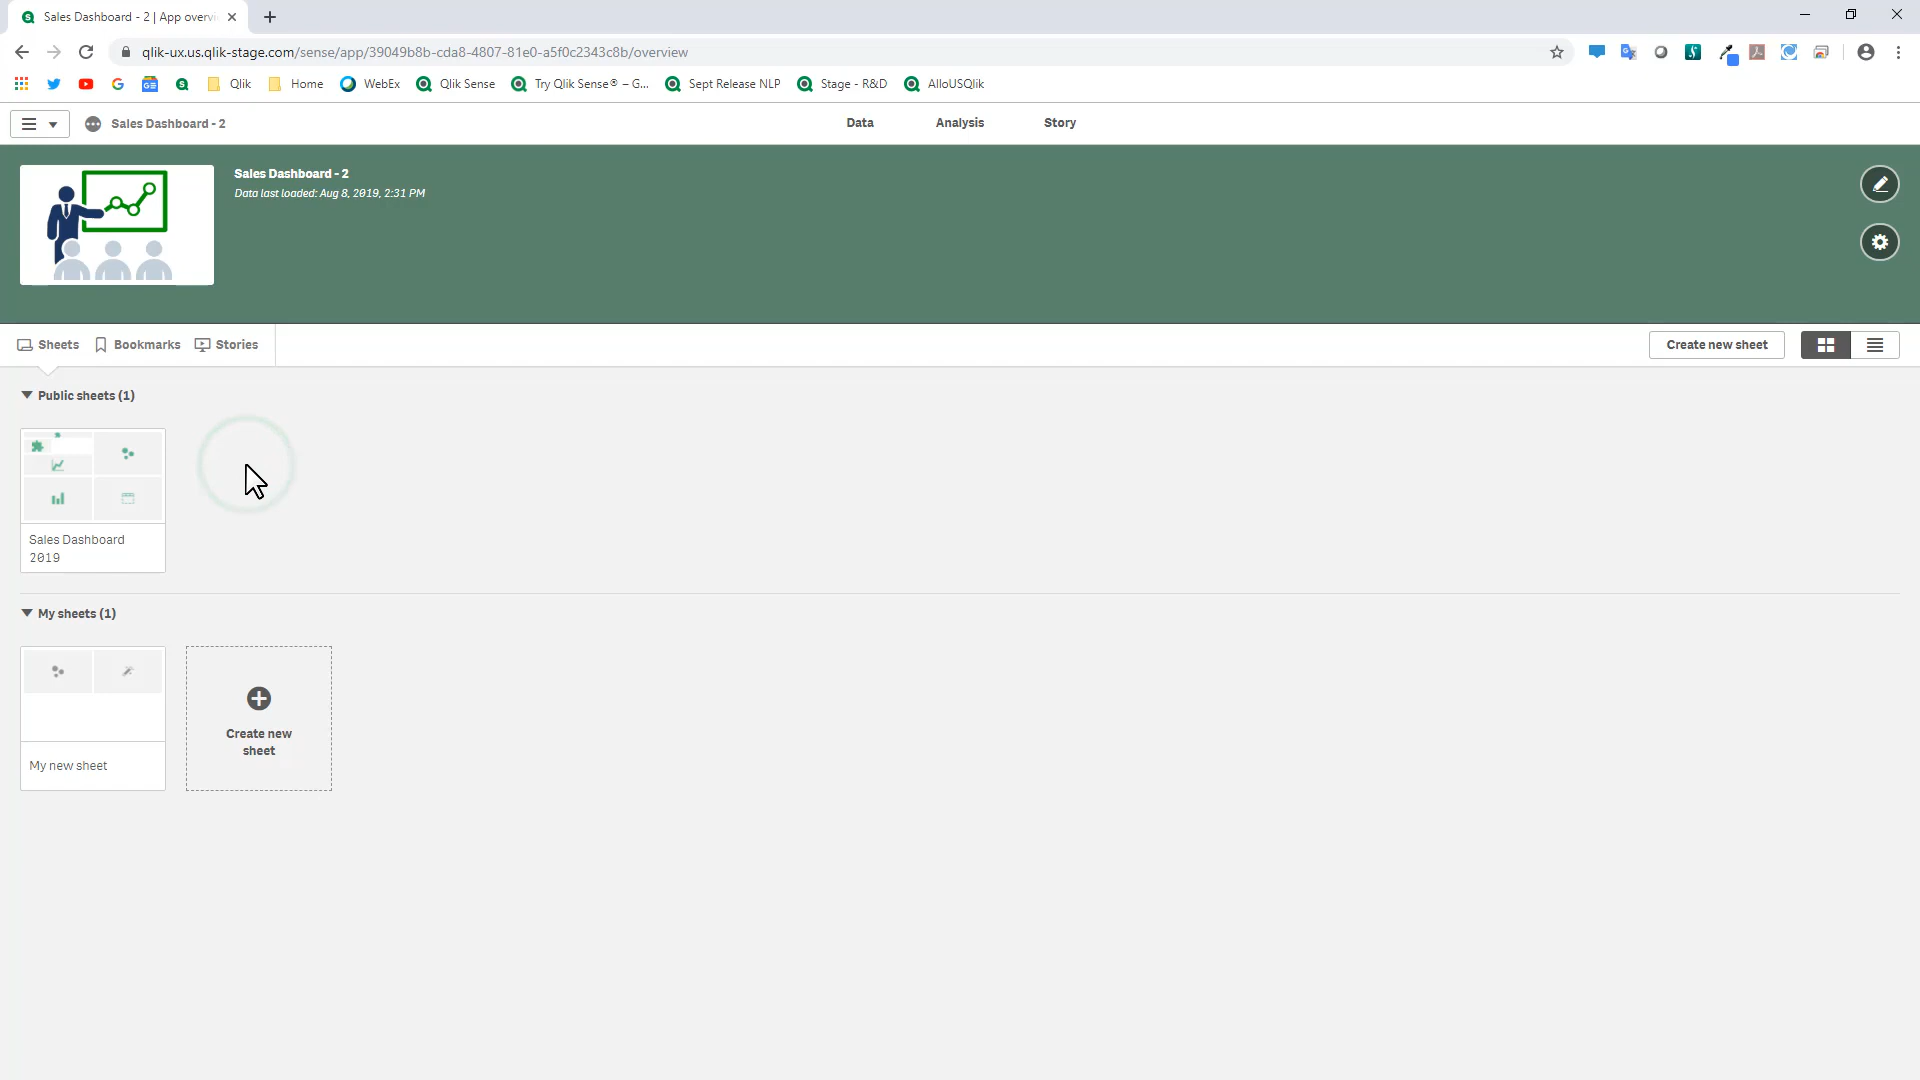 Sales Dashboard - 2 | App overvi
qlik-ux.us.qlik-stage.com/sense/app/39049b8b-cda8-4807-81e0-a5f0c2343c8b/overview
Qlik
Home
WebEx
Qlik Sense
Try Qlik Sense® – G...
Sept Release NLP
Stage - R&D
AlloUSQlik
Sales Dashboard - 2
Data
Analysis
Story
Sales Dashboard - 2
Data last loaded: Aug 8, 2019, 2:31 PM
Sheets
Bookmarks
Stories
Create new sheet
Public sheets (1)
Sales Dashboard
2019
My sheets (1)
Create new
sheet
My new sheet